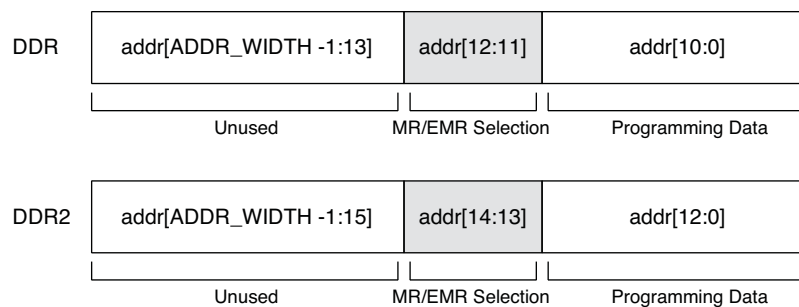 DDR addr[ADDR_WIDTH -1:13] addr[12:11] addr[10:0]
Unused MR/EMR Selection Programming Data
DDR2 addr[ADDR_WIDTH -1:15] addr[14:13] addr[12:0]
Unused MR/EMR Selection Programming Data